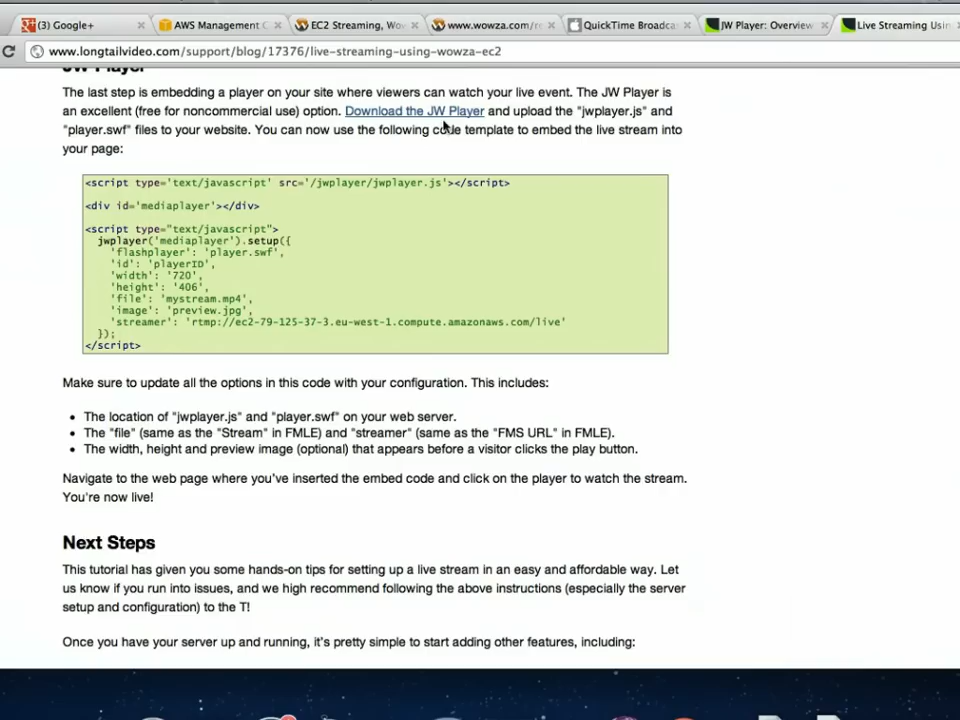 (3) Google+
AWS Management C
EC2 Streaming, Wov
www.wowza.com/re
QuickTime Broadca
JW Player: Overview
Live Streaming Usin
www.longtailvideo.com/support/blog/17376/live-streaming-using-wowza-ec2
JW Player
The last step is embedding a player on your site where viewers can watch your live event. The JW Player is
an excellent (free for noncommercial use) option. Download the JW Player and upload the "jwplayer.js" and
"player.swf" files to your website. You can now use the following code template to embed the live stream into
your page:
<script type='text/javascript' src='/jwplayer/jwplayer.js'></script>
<div id='mediaplayer'></div>
<script type="text/javascript">
jwplayer('mediaplayer').setup({
'flashplayer': 'player.swf',
'id': 'playerID',
'width': '720',
'height': '406',
'file': 'mystream.mp4',
'image': 'preview.jpg',
'streamer': 'rtmp://ec2-79-125-37-3.eu-west-1.compute.amazonaws.com/live'
});
</script>
Make sure to update all the options in this code with your configuration. This includes:
• The location of "jwplayer.js" and "player.swf" on your web server.
• The "file" (same as the "Stream" in FMLE) and "streamer" (same as the "FMS URL" in FMLE).
• The width, height and preview image (optional) that appears before a visitor clicks the play button.
Navigate to the web page where you've inserted the embed code and click on the player to watch the stream.
You're now live!
Next Steps
This tutorial has given you some hands-on tips for setting up a live stream in an easy and affordable way. Let
us know if you run into issues, and we high recommend following the above instructions (especially the server
setup and configuration) to the T!
Once you have your server up and running, it's pretty simple to start adding other features, including: